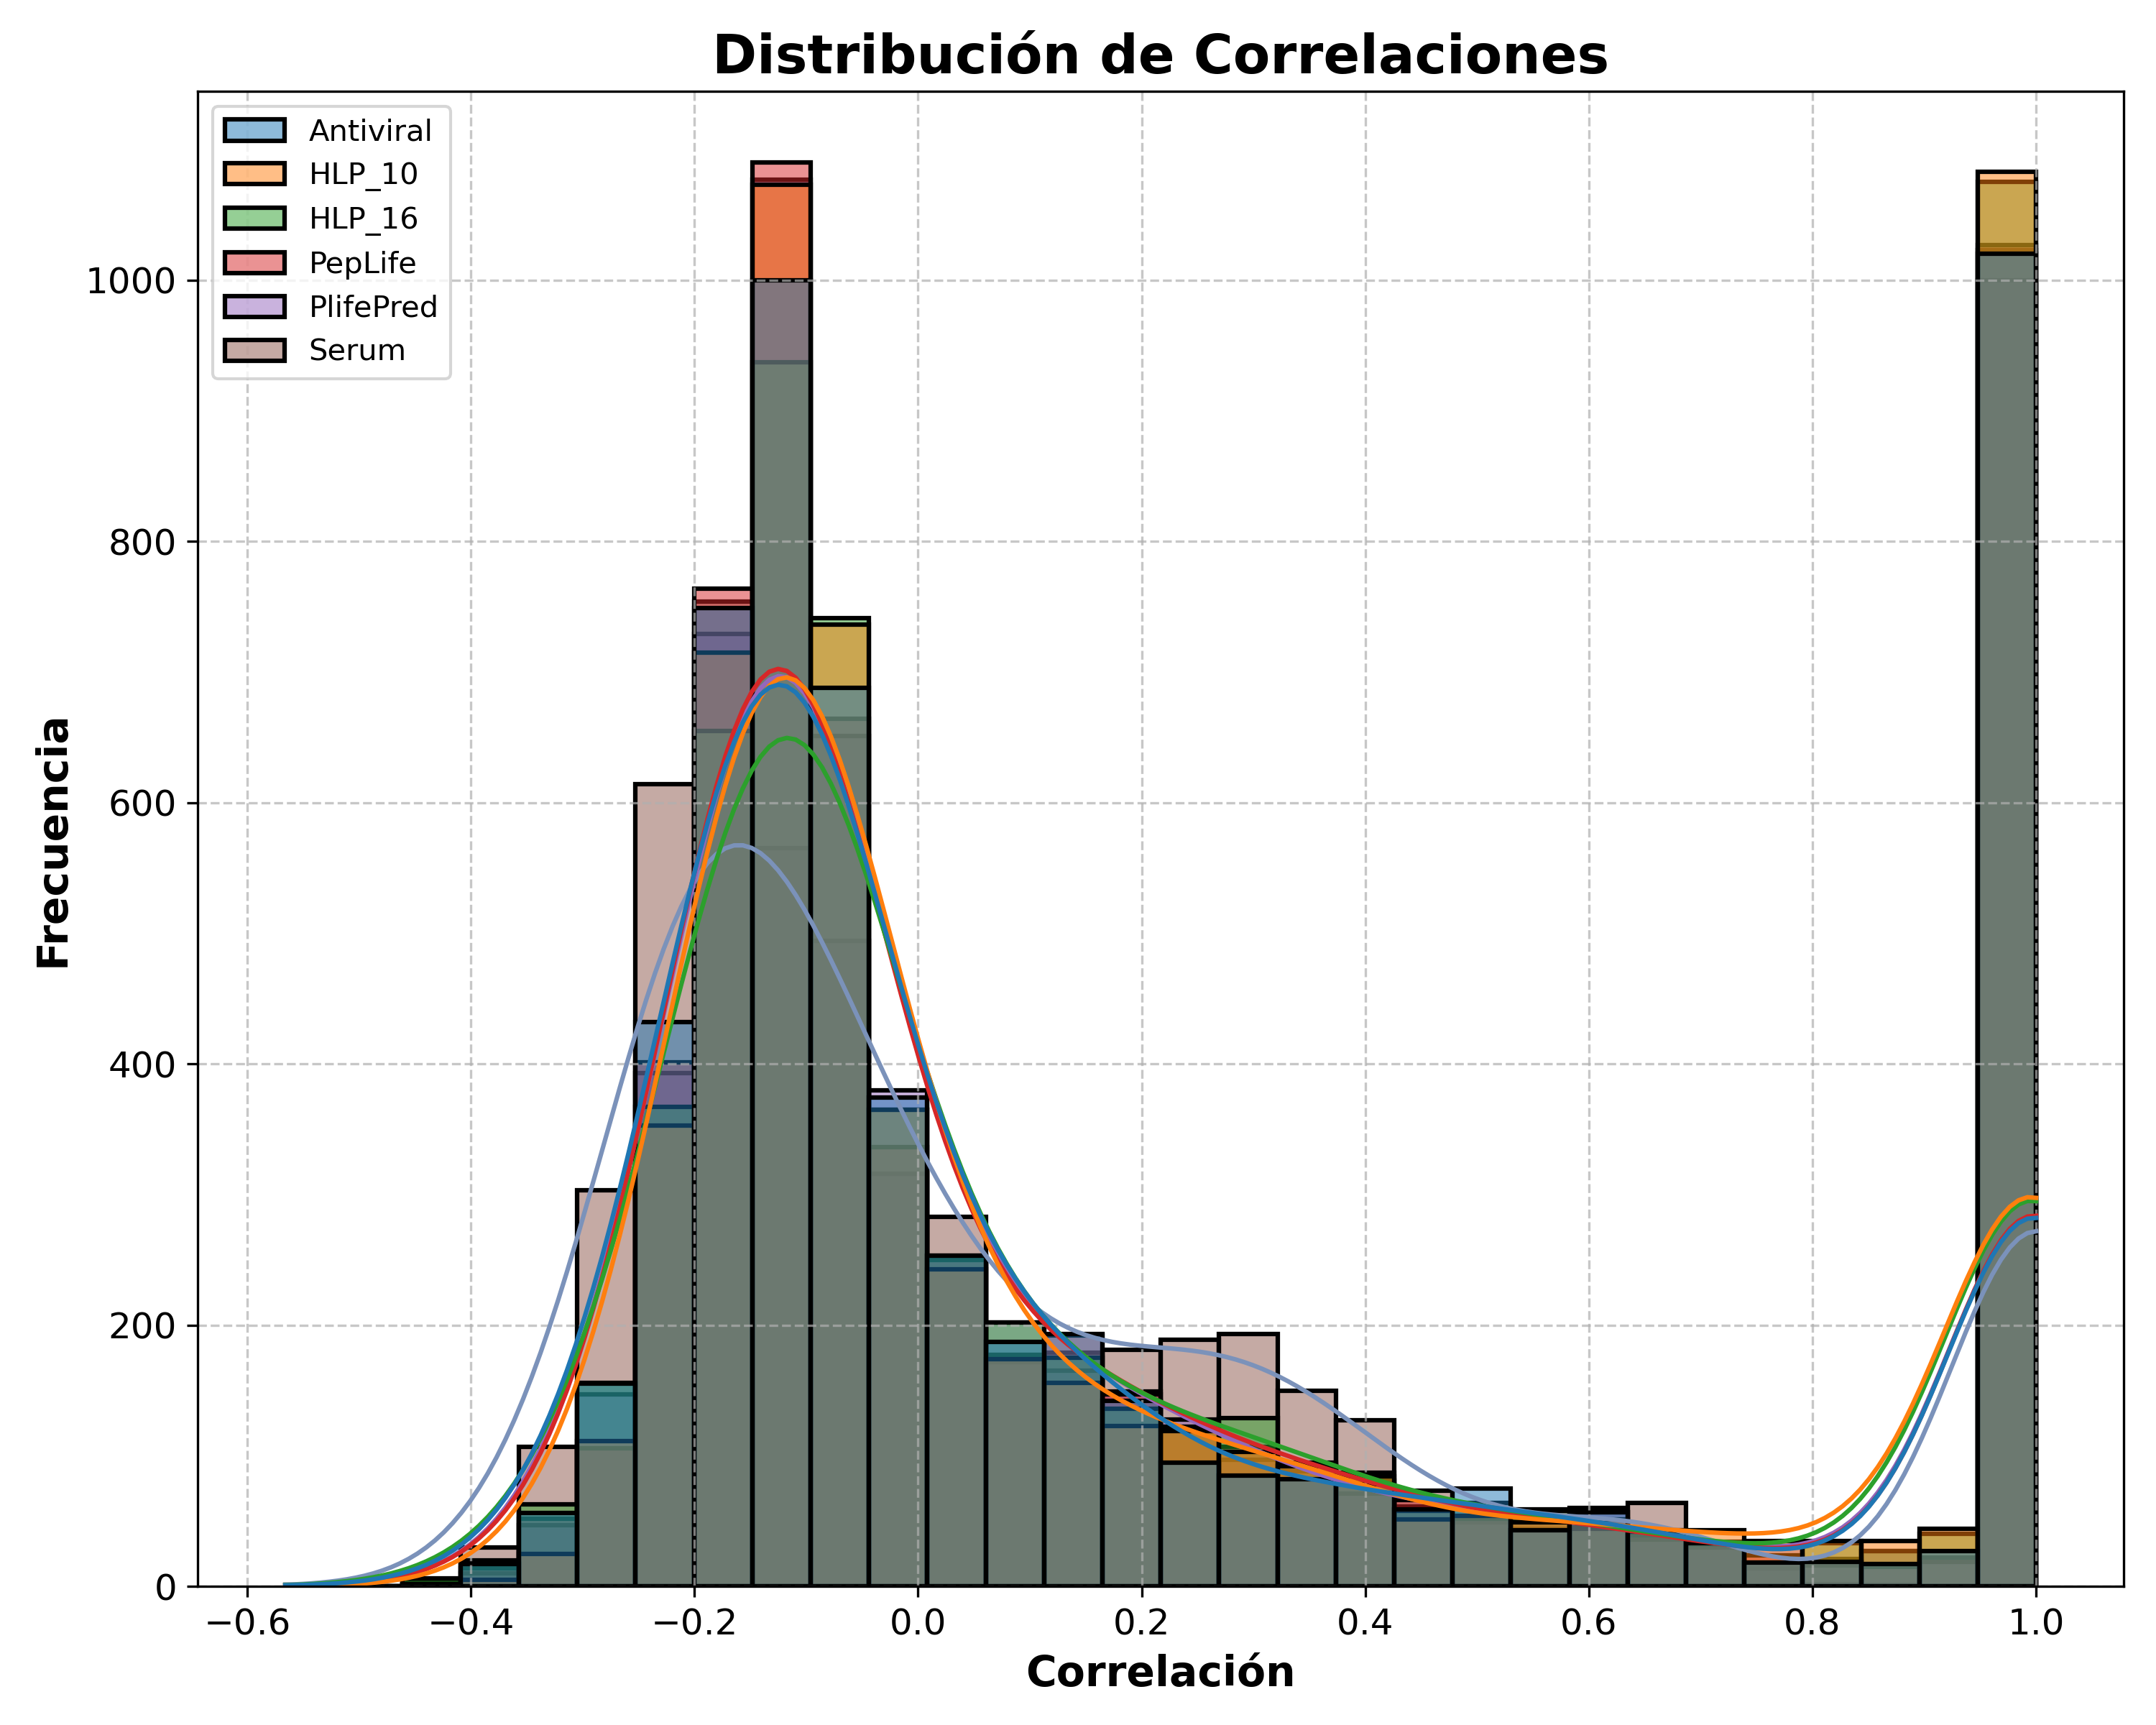 Distribución de Correlaciones
Antiviral
HLP_10
HLP_16
PepLife
PlifePred
Serum
Frecuencia
1000
800
600
400
200
0
−0.6 −0.4 −0.2 0.0 0.2 0.4 0.6 0.8 1.0
Correlación